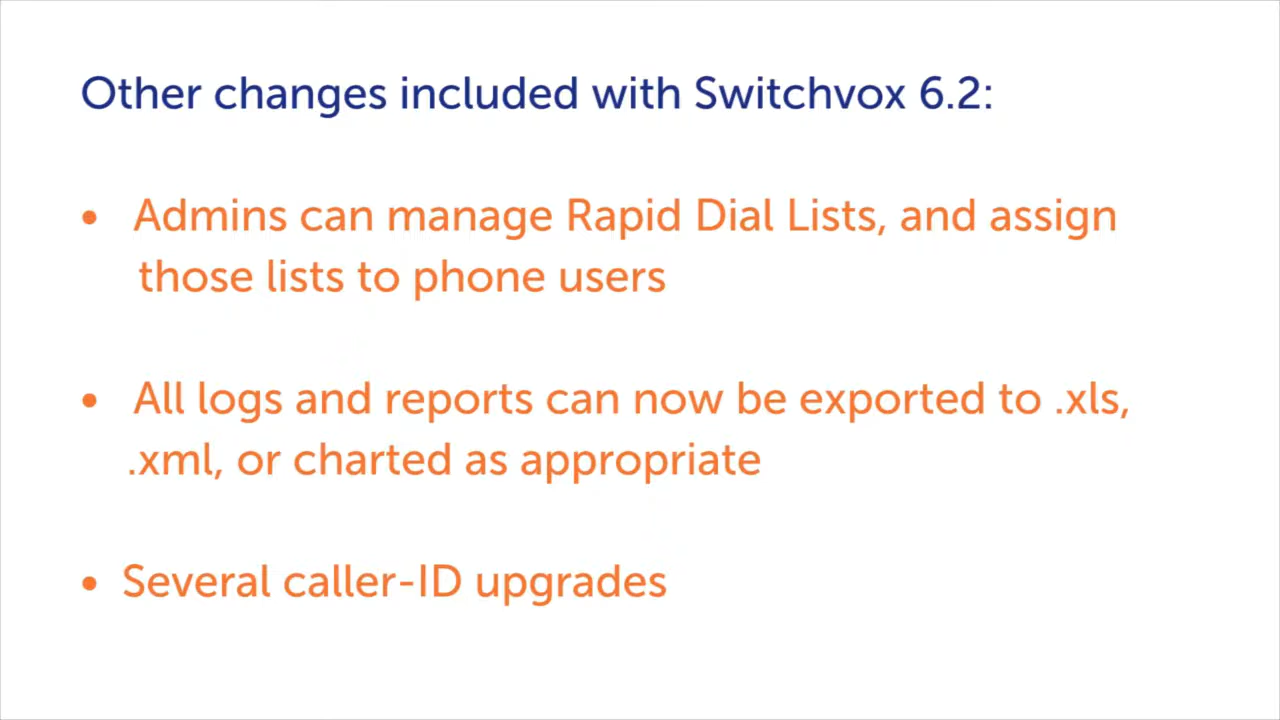 Other changes included with Switchvox 6.2:
• Admins can manage Rapid Dial Lists, and assign
those lists to phone users
• All logs and reports can now be exported to .xls,
.xml, or charted as appropriate
• Several caller-ID upgrades